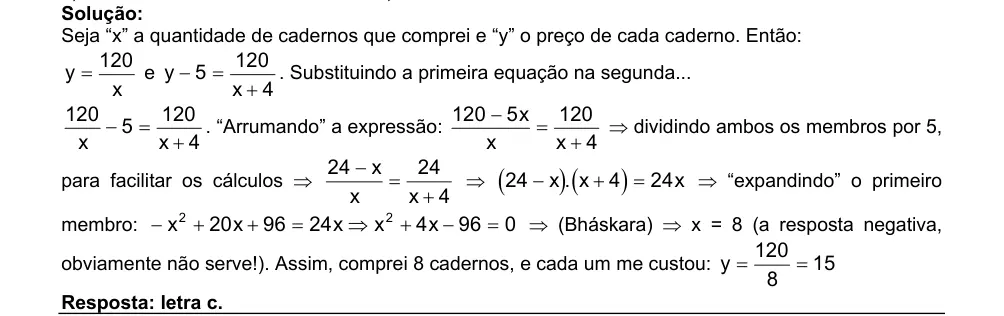 Solução:
Seja “x” a quantidade de cadernos que comprei e “y” o preço de cada caderno. Então:
y = 120/x e y − 5 = 120/(x + 4). Substituindo a primeira equação na segunda...
120/x − 5 = 120/(x + 4). “Arrumando” a expressão: (120 − 5x)/x = 120/(x + 4) ⇒ dividindo ambos os membros por 5,
para facilitar os cálculos ⇒ (24 − x)/x = 24/(x + 4) ⇒ (24 − x).(x + 4) = 24x ⇒ “expandindo” o primeiro
membro: − x² + 20x + 96 = 24x ⇒ x² + 4x − 96 = 0 ⇒ (Bháskara) ⇒ x = 8 (a resposta negativa,
obviamente não serve!). Assim, comprei 8 cadernos, e cada um me custou: y = 120/8 = 15
Resposta: letra c.